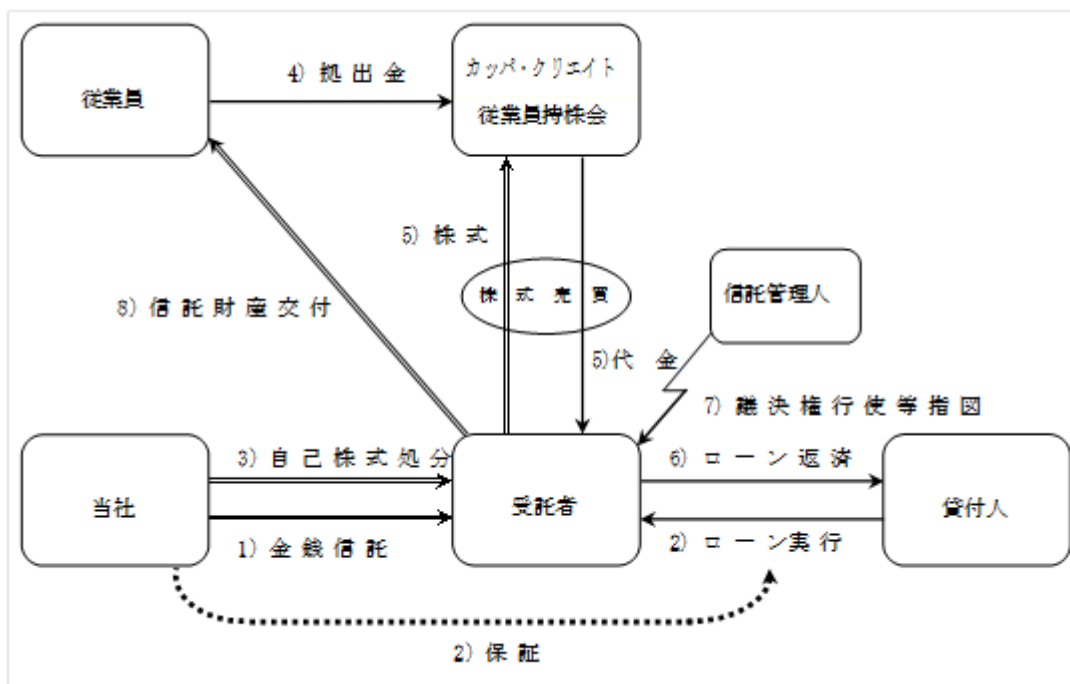 4) 拠出金
従業員
カッパ・クリエイト
従業員持株会
5) 株式
株式売買
信託管理人
8) 信託財産交付
5)代金
7) 議決権行使等指図
3) 自己株式処分
6) ローン返済
当社
受託者
貸付人
1) 金銭信託
2) ローン実行
2) 保証